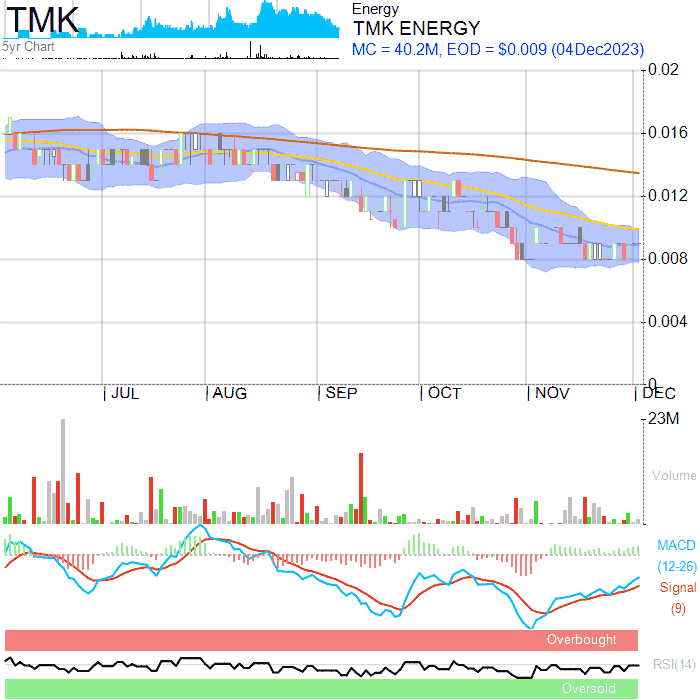 TMK
5yr Chart
Energy
TMK ENERGY
MC = 40.2M, EOD = $0.009 (04Dec2023)
0.02
0.016
0.012
0.008
0.004
0
JUL AUG SEP OCT NOV DEC
23M
Volume
MACD
(12-26)
Signal
(9)
Overbought
RSI(14)
Oversold